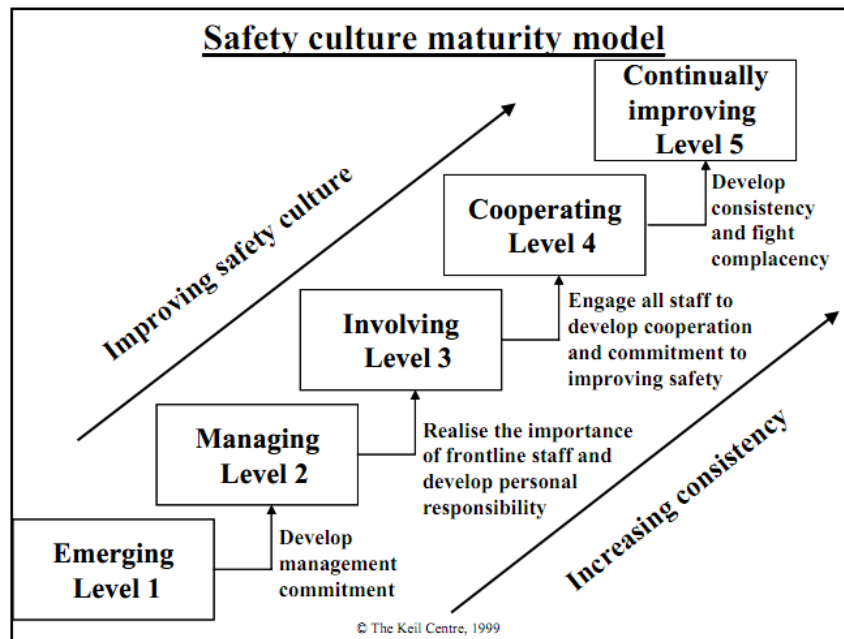 Safety culture maturity model
Continually
improving
Level 5
Improving safety culture
Develop
consistency
and fight
complacency
Cooperating
Level 4
Engage all staff to
develop cooperation
and commitment to
improving safety
Involving
Level 3
Realise the importance
of frontline staff and
develop personal
responsibility
Increasing consistency
Managing
Level 2
Develop
management
commitment
Emerging
Level 1
© The Keil Centre, 1999